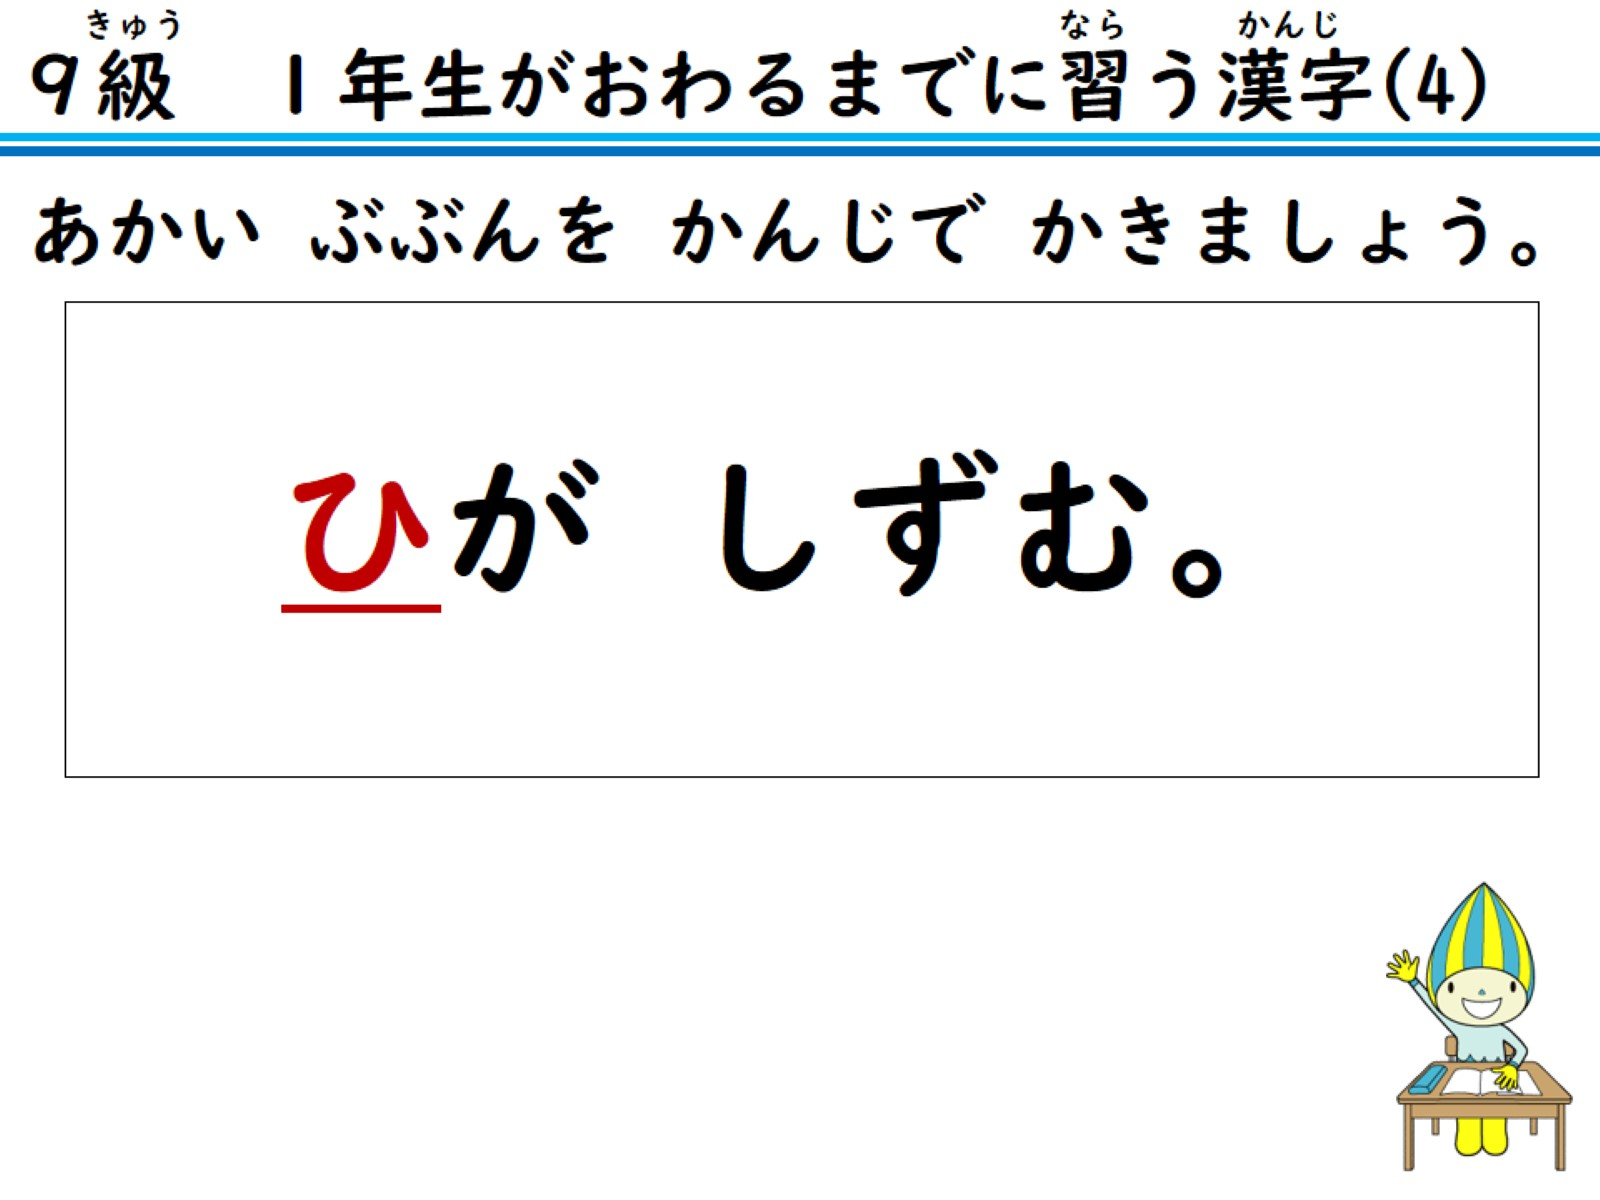 きゅう なら かんじ
9級 1年生がおわるまでに習う漢字(4)
あかい ぶぶんを かんじで かきましょう。
ひが しずむ。